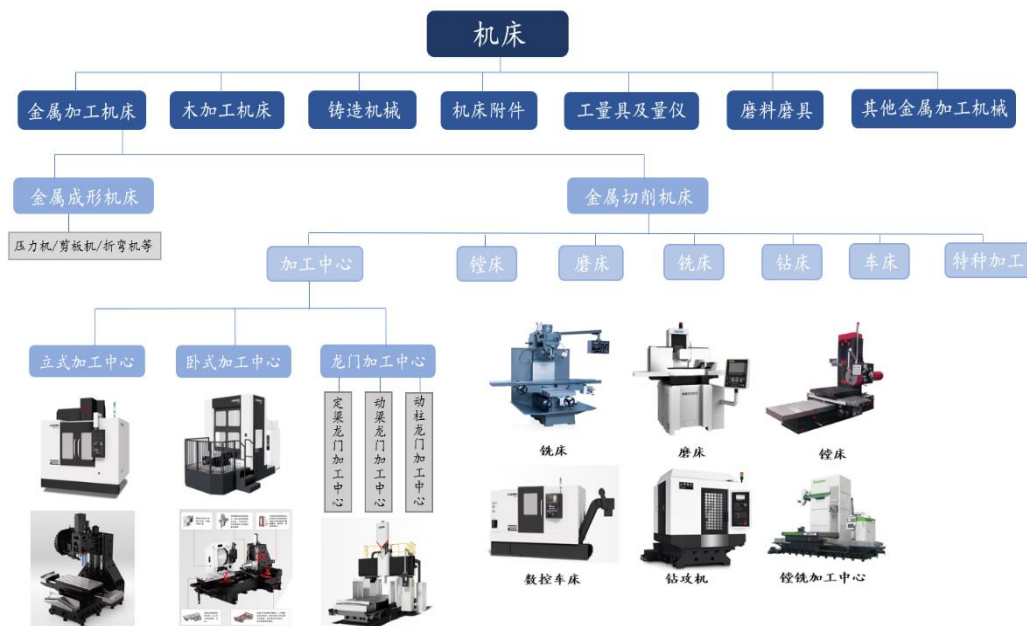 机床
金属加工机床
木加工机床
铸造机械
机床附件
工量具及量仪
磨料磨具
其他金属加工机械
金属成形机床
金属切削机床
压力机/剪板机/折弯机等
加工中心
镗床
磨床
铣床
钻床
车床
特种加工
立式加工中心
卧式加工中心
龙门加工中心
定梁龙门加工中心
动梁龙门加工中心
动柱龙门加工中心
铣床
磨床
镗床
数控车床
钻攻机
镗铣加工中心